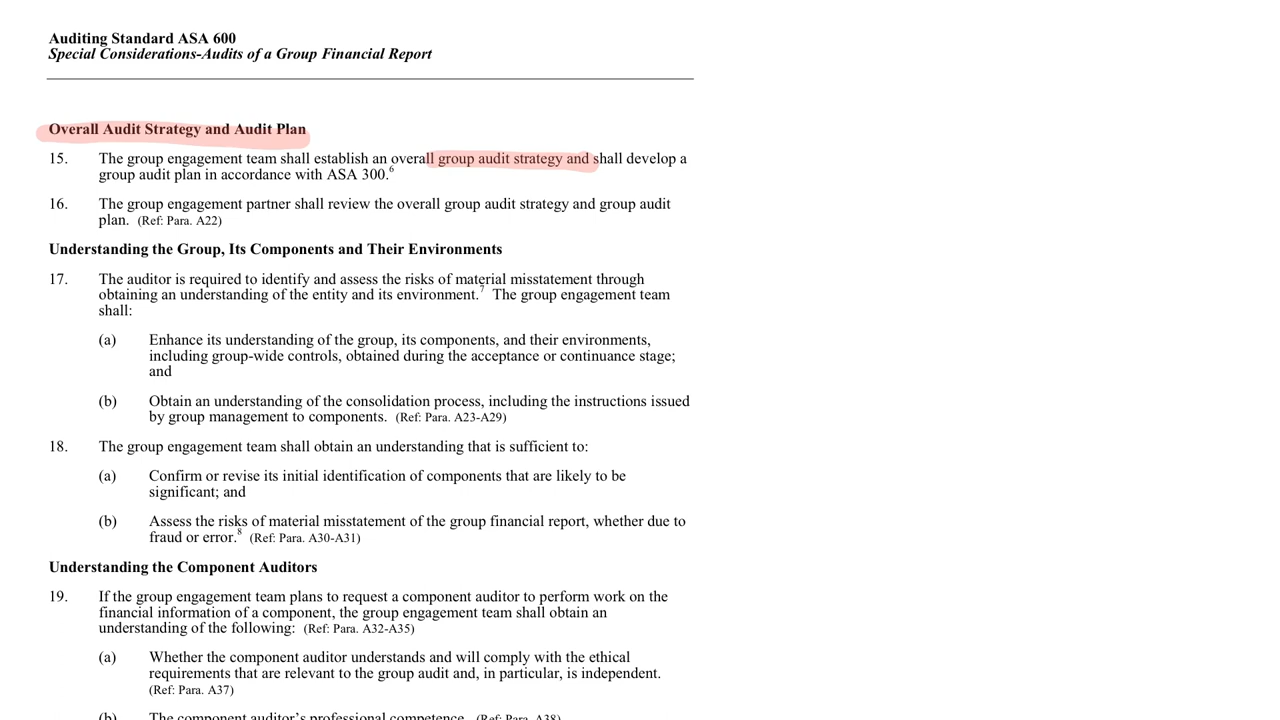 Auditing Standard ASA 600
Special Considerations-Audits of a Group Financial Report
Overall Audit Strategy and Audit Plan
15. The group engagement team shall establish an overall group audit strategy and shall develop a
group audit plan in accordance with ASA 300.6
16. The group engagement partner shall review the overall group audit strategy and group audit
plan. (Ref: Para. A22)
Understanding the Group, Its Components and Their Environments
17. The auditor is required to identify and assess the risks of material misstatement through
obtaining an understanding of the entity and its environment.7 The group engagement team
shall:
(a) Enhance its understanding of the group, its components, and their environments,
including group-wide controls, obtained during the acceptance or continuance stage;
and
(b) Obtain an understanding of the consolidation process, including the instructions issued
by group management to components. (Ref: Para. A23-A29)
18. The group engagement team shall obtain an understanding that is sufficient to:
(a) Confirm or revise its initial identification of components that are likely to be
significant; and
(b) Assess the risks of material misstatement of the group financial report, whether due to
fraud or error.8 (Ref: Para. A30-A31)
Understanding the Component Auditors
19. If the group engagement team plans to request a component auditor to perform work on the
financial information of a component, the group engagement team shall obtain an
understanding of the following: (Ref: Para. A32-A35)
(a) Whether the component auditor understands and will comply with the ethical
requirements that are relevant to the group audit and, in particular, is independent.
(Ref: Para. A37)
(b) The component auditor's professional competence. (Ref: Para. A38)